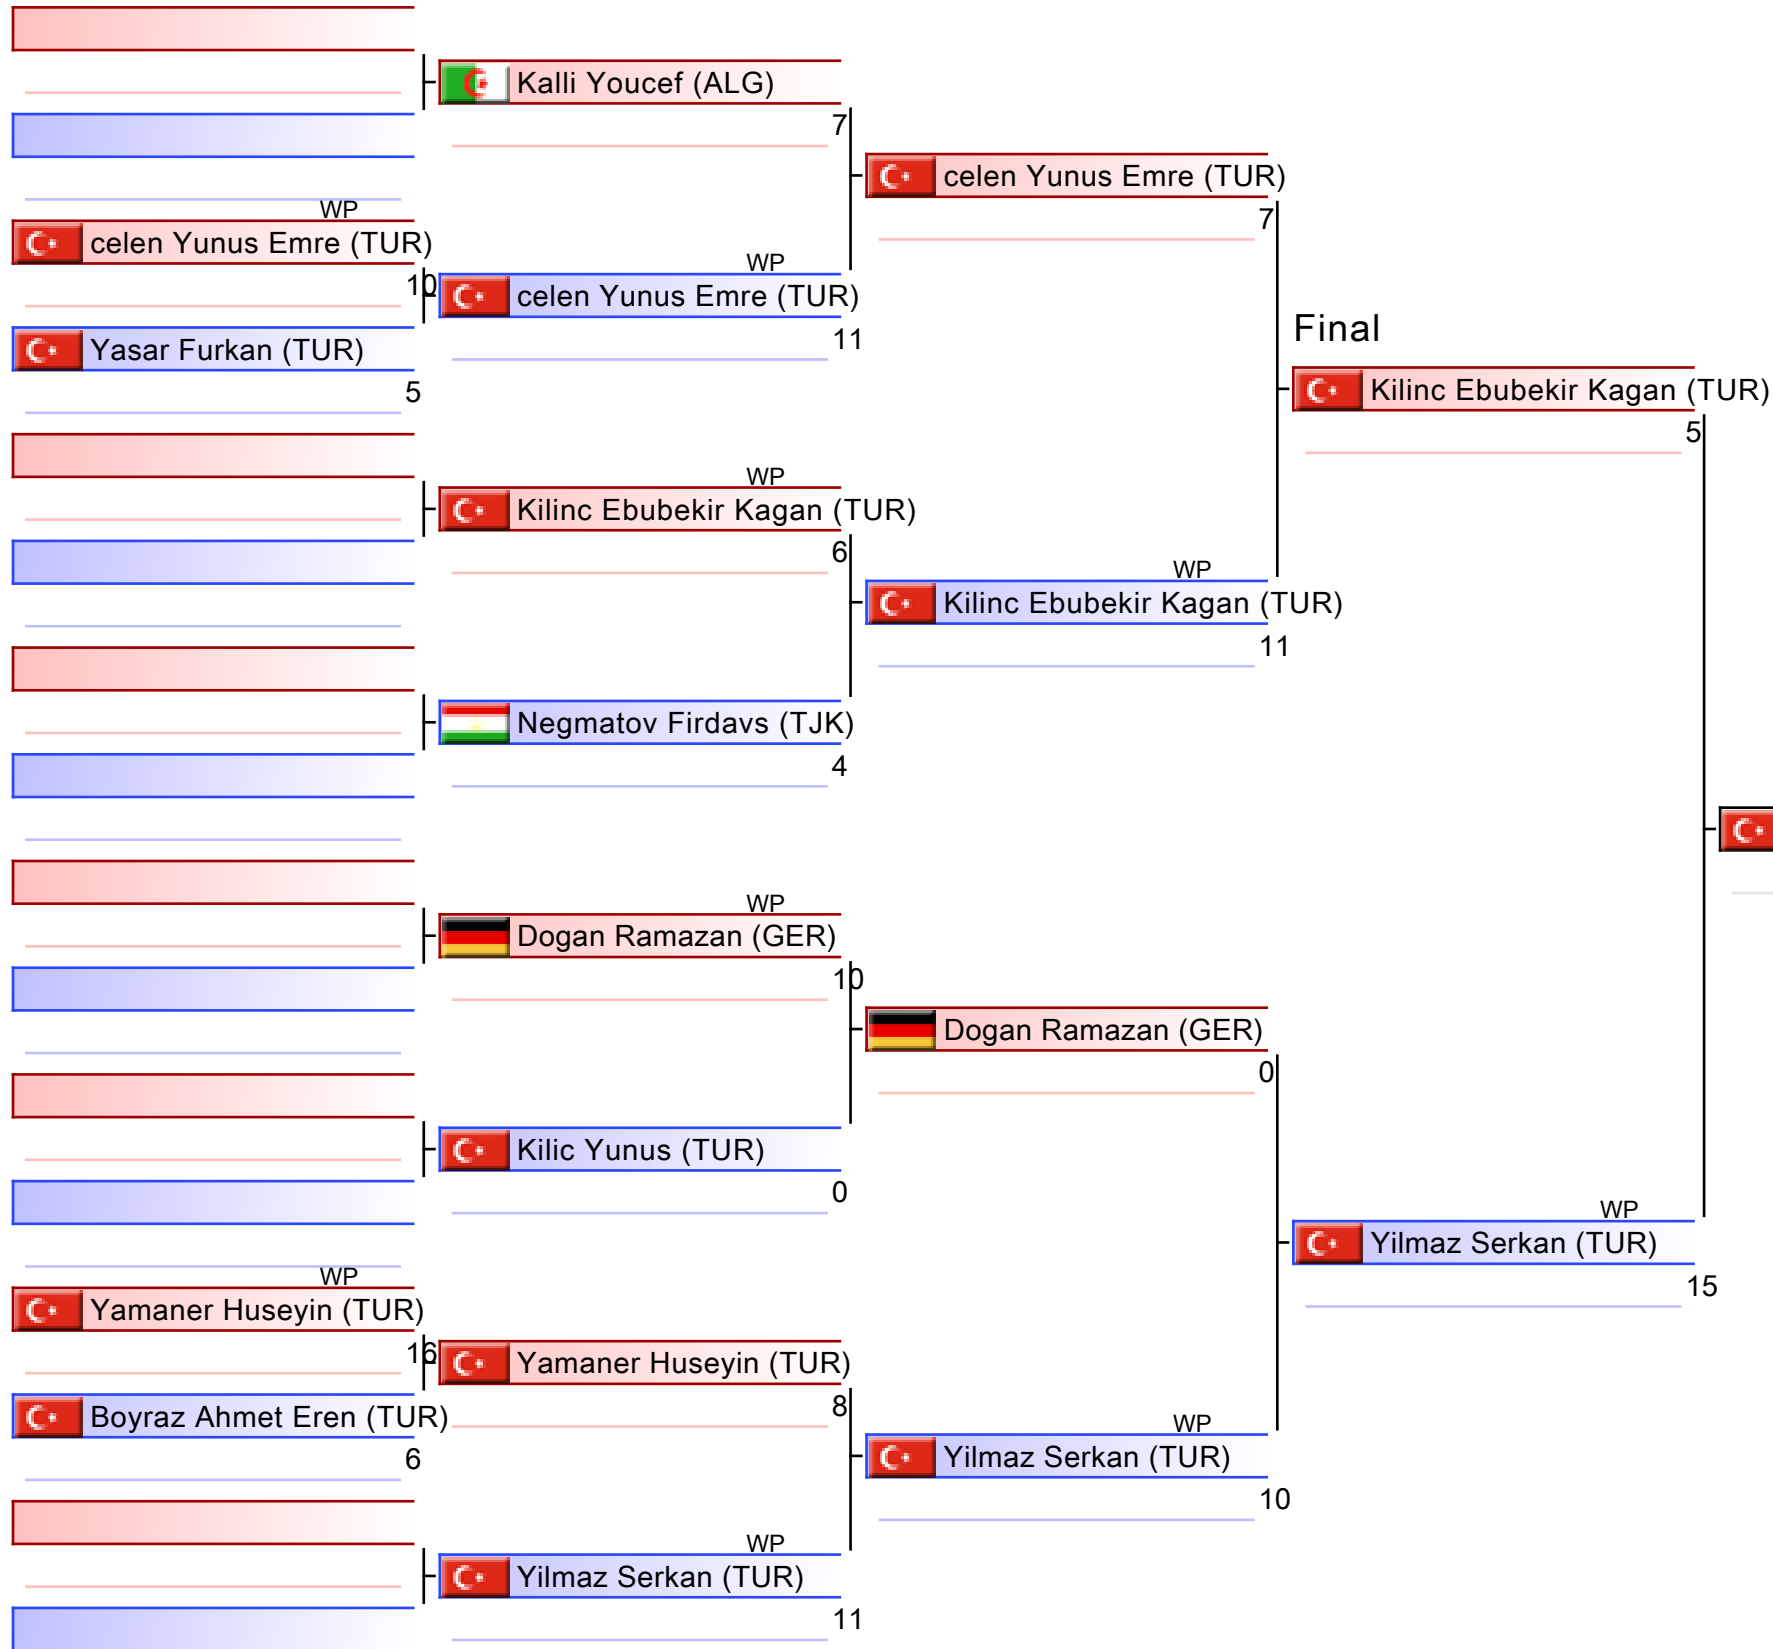 Kalli Youcef (ALG)
7
celen Yunus Emre (TUR)
7
WP
celen Yunus Emre (TUR)
10
WP
celen Yunus Emre (TUR)
11
Yasar Furkan (TUR)
5
Final
Kilinc Ebubekir Kagan (TUR)
5
WP
Kilinc Ebubekir Kagan (TUR)
6
WP
Kilinc Ebubekir Kagan (TUR)
11
Negmatov Firdavs (TJK)
4
WP
Dogan Ramazan (GER)
10
Dogan Ramazan (GER)
0
Kilic Yunus (TUR)
0
WP
Yilmaz Serkan (TUR)
15
WP
Yamaner Huseyin (TUR)
16
Yamaner Huseyin (TUR)
8
Boyraz Ahmet Eren (TUR)
6
WP
Yilmaz Serkan (TUR)
10
WP
Yilmaz Serkan (TUR)
11